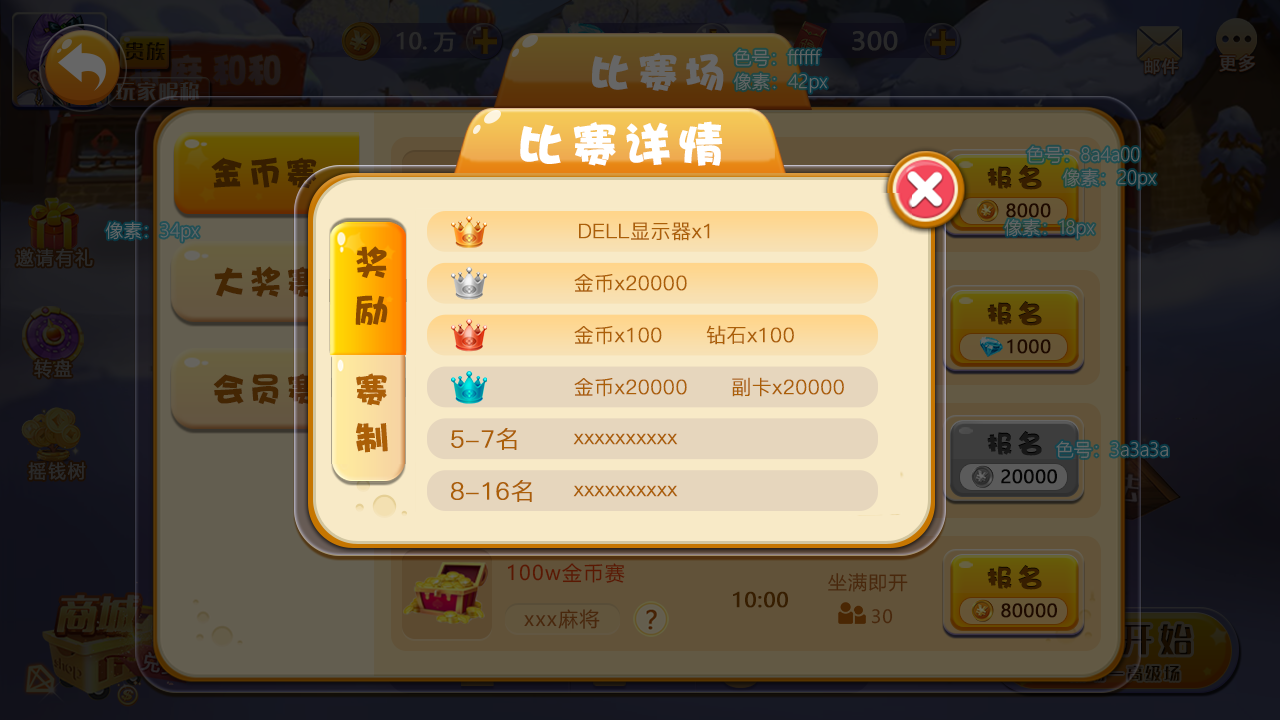 贵族
10.万
300
邮件
更多
玩家昵称
比赛场
色号：ffffff
像素：42px
比赛详情
金币赛
大奖赛
会员赛
像素：34px
邀请有礼
转盘
摇钱树
商城
shop
奖励
赛制
DELL显示器x1
金币x20000
金币x100 钻石x100
金币x20000 副卡x20000
5-7名 xxxxxxxxxx
8-16名 xxxxxxxxxx
报名
色号：8a4a00
像素：20px
8000
像素：18px
报名
1000
报名
色号：3a3a3a
20000
100w金币赛
xxx麻将
?
10:00
坐满即开
30
报名
80000
开始
高级场